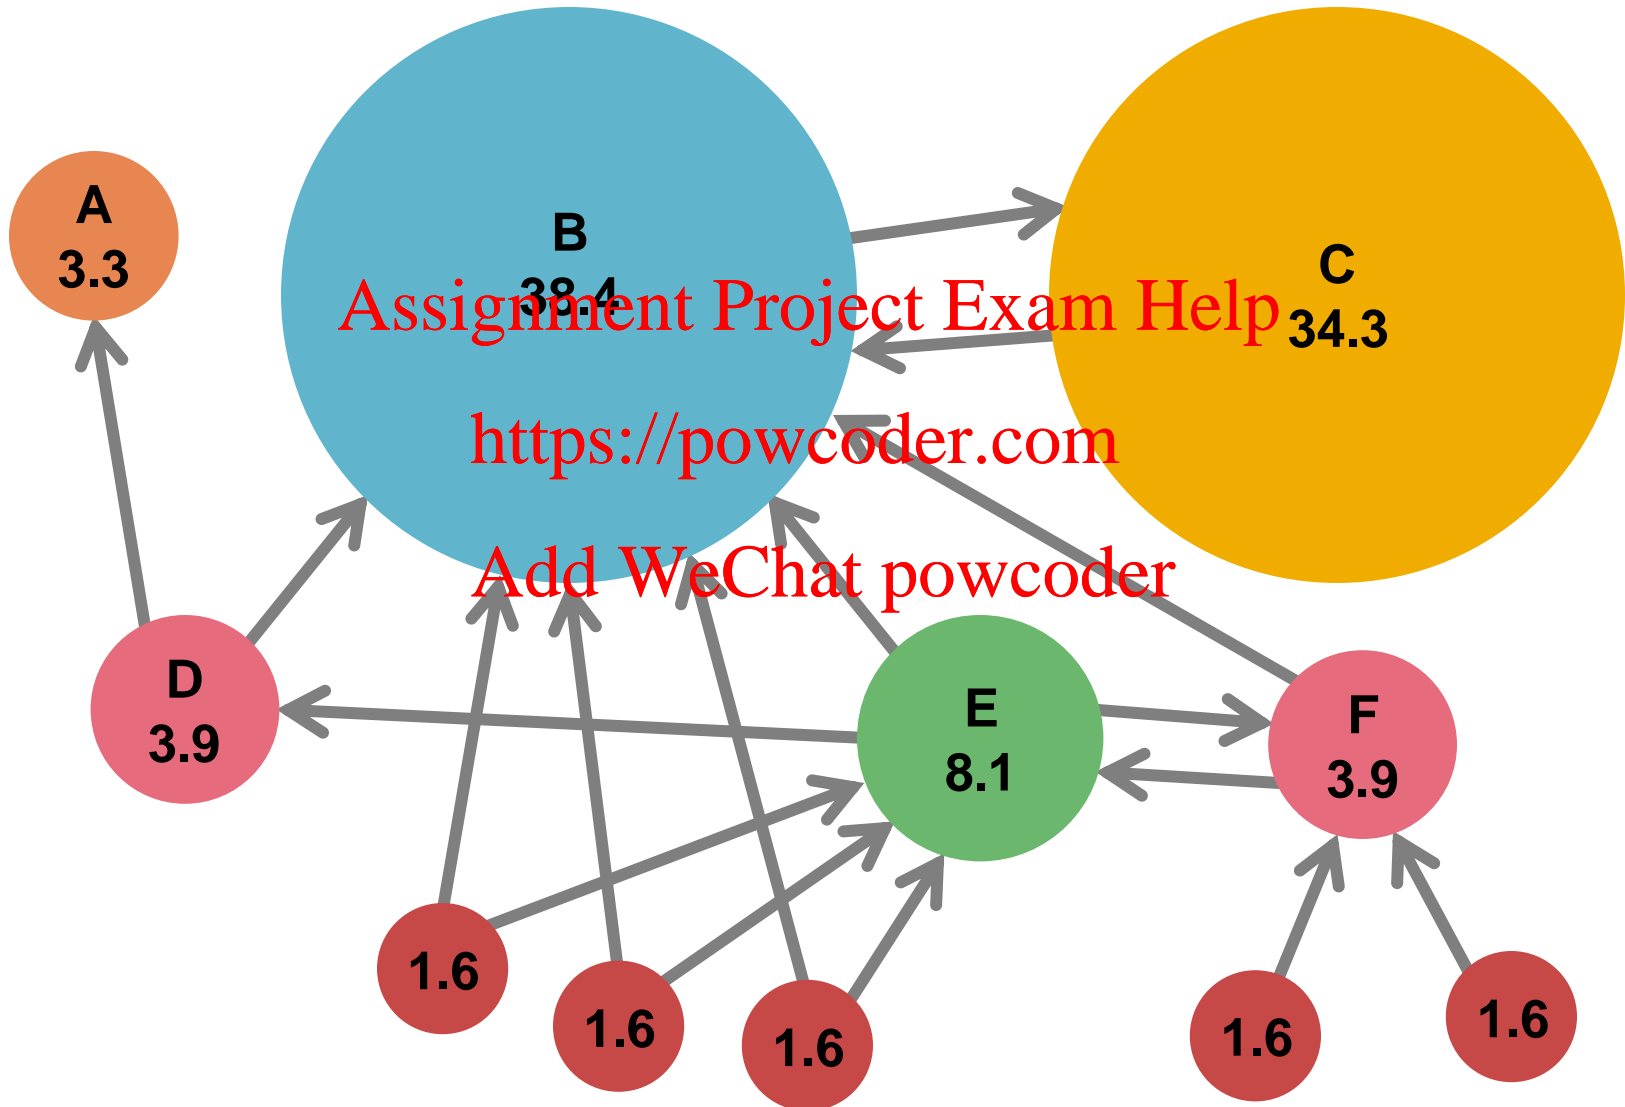 A
3.3
B
38.4
C
34.3
Assignment Project Exam Help
https://powcoder.com
Add WeChat powcoder
D
3.9
E
8.1
F
3.9
1.6
1.6
1.6
1.6
1.6